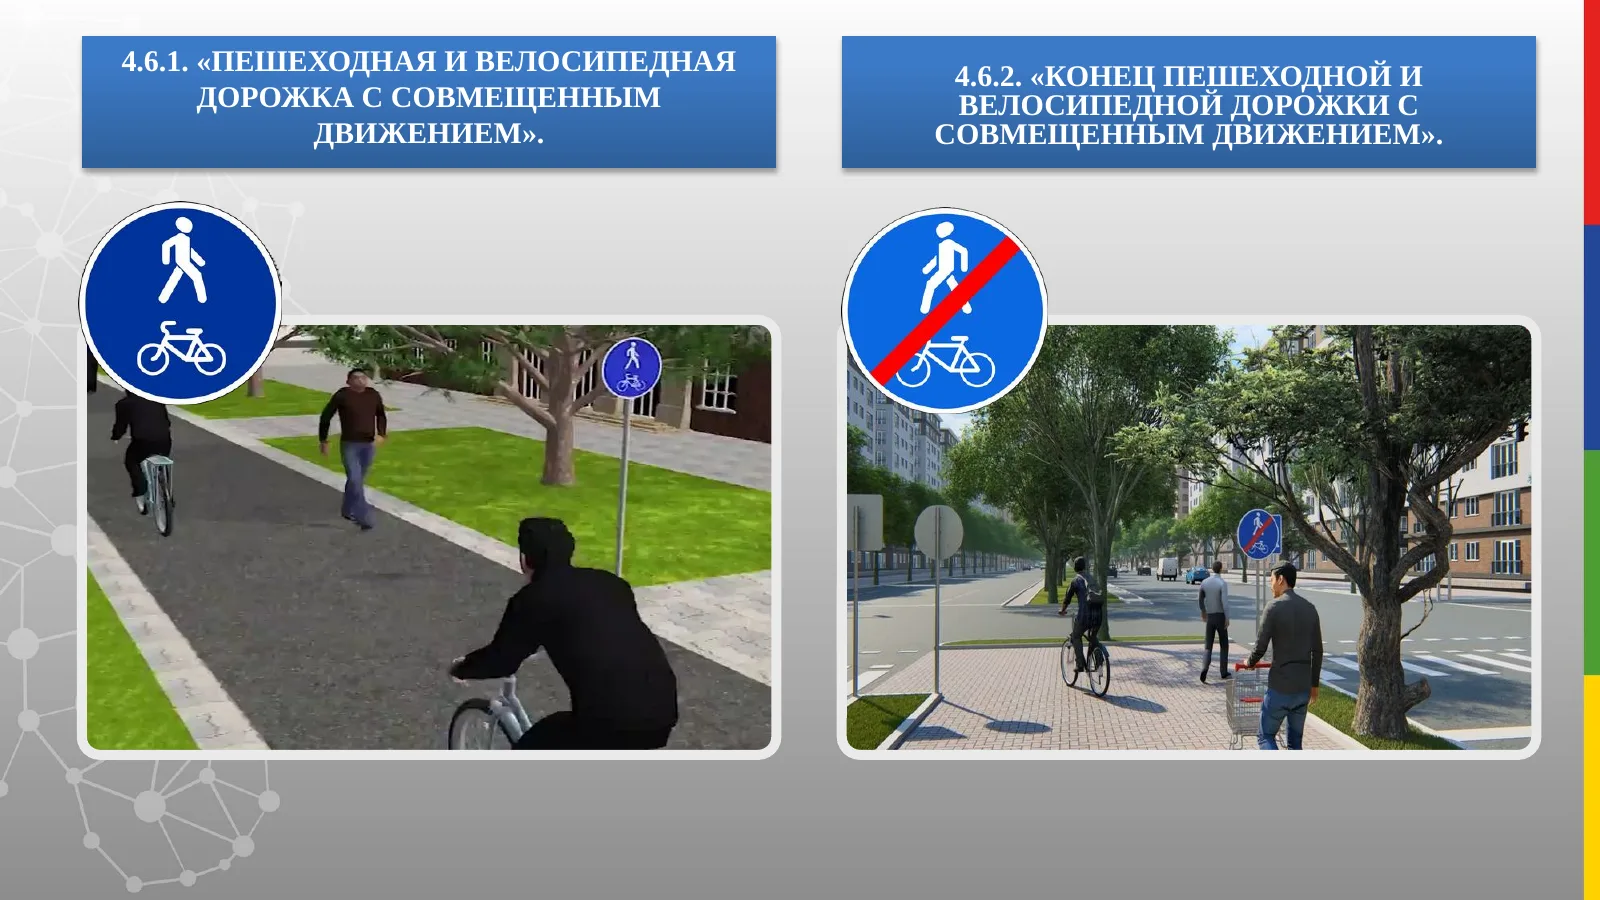 4.6.1. «ПЕШЕХОДНАЯ И ВЕЛОСИПЕДНАЯ
ДОРОЖКА С СОВМЕЩЕННЫМ
ДВИЖЕНИЕМ».
4.6.2. «КОНЕЦ ПЕШЕХОДНОЙ И
ВЕЛОСИПЕДНОЙ ДОРОЖКИ С
СОВМЕЩЕННЫМ ДВИЖЕНИЕМ».